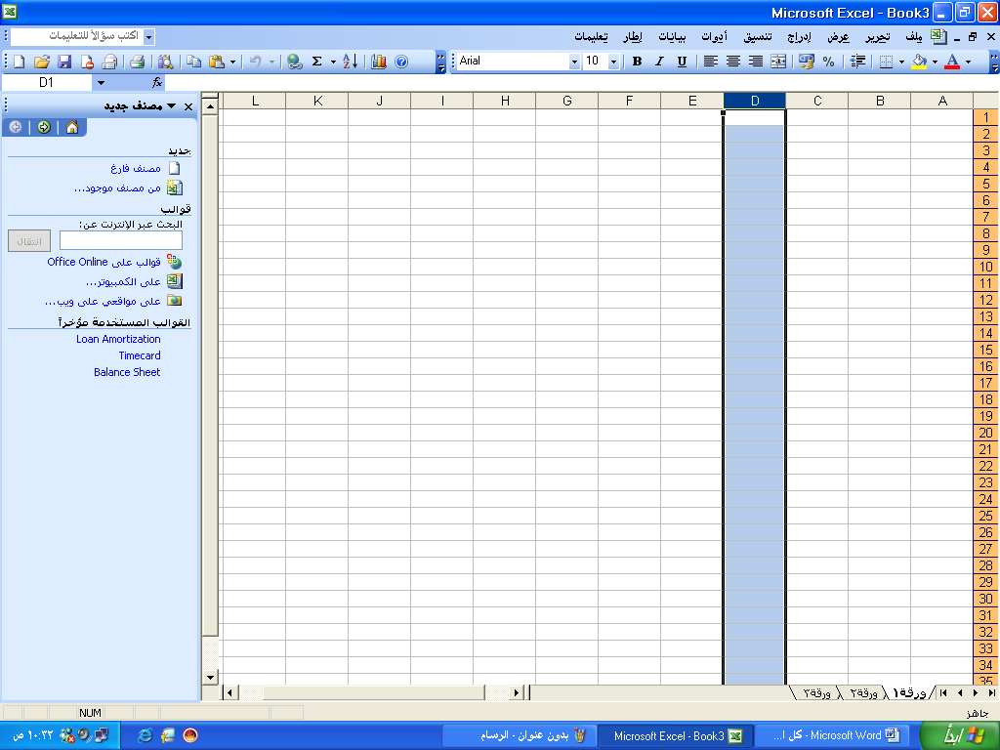 Microsoft Excel - Book3
ملف تحرير عرض إدراج تنسيق أدوات بيانات إطار تعليمات
اكتب سؤالاً للتعليمات
Arial 10 B I U %
D1 fx
مصنف جديد
جديد
مصنف فارغ
من مصنف موجود...
قوالب
البحث عبر الإنترنت عن:
انتقال
قوالب على Office Online
على الكمبيوتر...
على مواقعي على ويب...
القوالب المستخدمة مؤخراً
Loan Amortization
Timecard
Balance Sheet
L K J I H G F E D C B A
1
2
3
4
5
6
7
8
9
10
11
12
13
14
15
16
17
18
19
20
21
22
23
24
25
26
27
28
29
30
31
32
33
34
35
ورقة١ ورقة٢ ورقة٣
جاهز
NUM
ابدأ
Microsoft Word - كل ا...
Microsoft Excel - Book3
بدون عنوان - الرسام
١٠:٣٢ ص